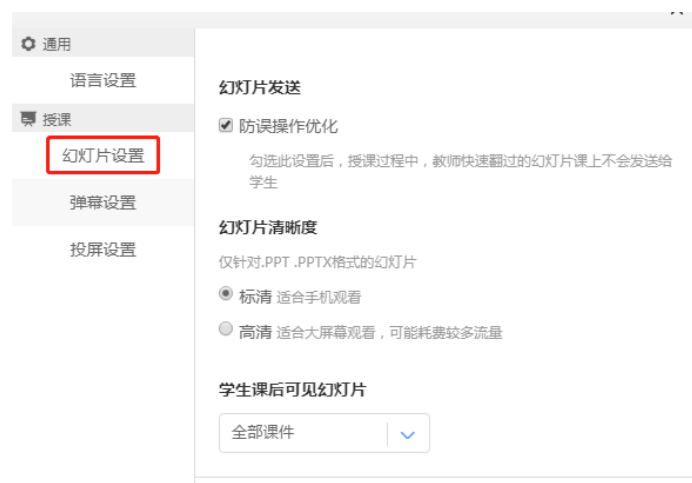 通用
语言设置
授课
幻灯片设置
弹幕设置
投屏设置
幻灯片发送
防误操作优化
勾选此设置后，授课过程中，教师快速翻过的幻灯片课上不会发送给
学生
幻灯片清晰度
仅针对.PPT .PPTX格式的幻灯片
标清 适合手机观看
高清 适合大屏幕观看，可能耗费较多流量
学生课后可见幻灯片
全部课件